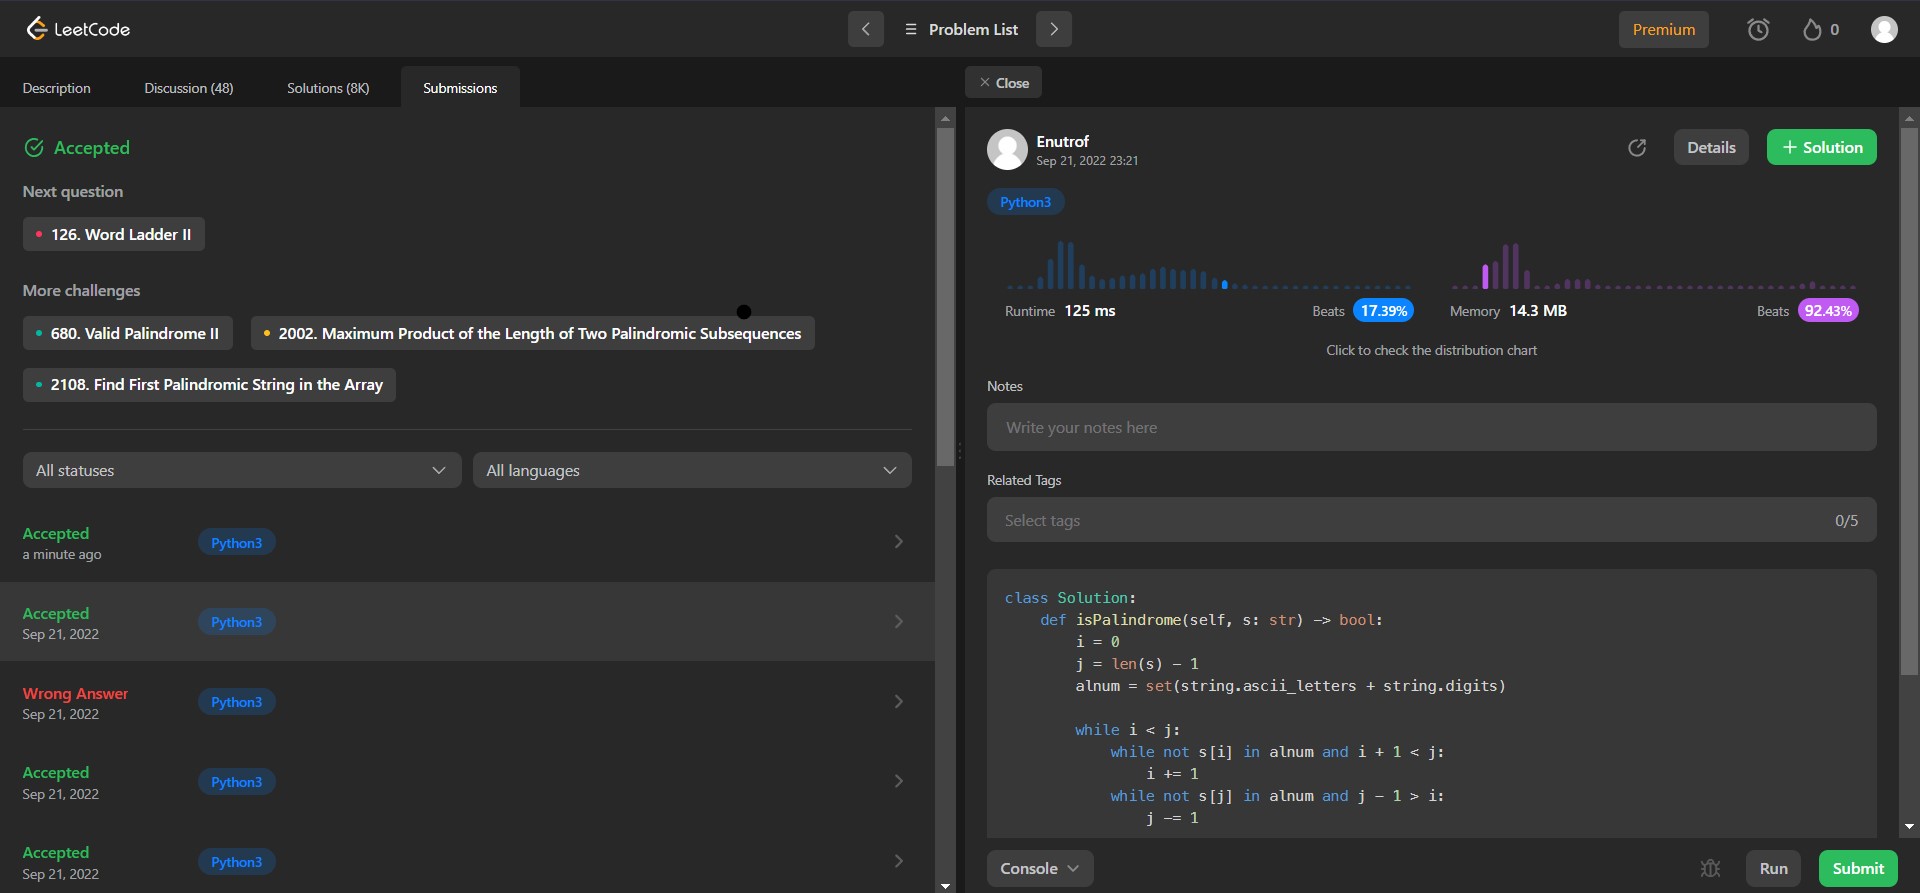 LeetCode
Problem List
Premium
0
Description
Discussion (48)
Solutions (8K)
Submissions
Accepted
Next question
126. Word Ladder II
More challenges
680. Valid Palindrome II
2002. Maximum Product of the Length of Two Palindromic Subsequences
2108. Find First Palindromic String in the Array
All statuses
All languages
Accepted
Python3
a minute ago
Accepted
Python3
Sep 21, 2022
Wrong Answer
Python3
Sep 21, 2022
Accepted
Python3
Sep 21, 2022
Accepted
Python3
Sep 21, 2022
Close
Enutrof
Sep 21, 2022 23:21
Details
+ Solution
Python3
Runtime 125 ms
Beats 17.39%
Memory 14.3 MB
Beats 92.43%
Click to check the distribution chart
Notes
Write your notes here
Related Tags
Select tags
0/5
class Solution:
    def isPalindrome(self, s: str) -> bool:
        i = 0
        j = len(s) - 1
        alnum = set(string.ascii_letters + string.digits)
        while i < j:
            while not s[i] in alnum and i + 1 < j:
                i += 1
            while not s[j] in alnum and j - 1 > i:
                j -= 1
Console
Run
Submit